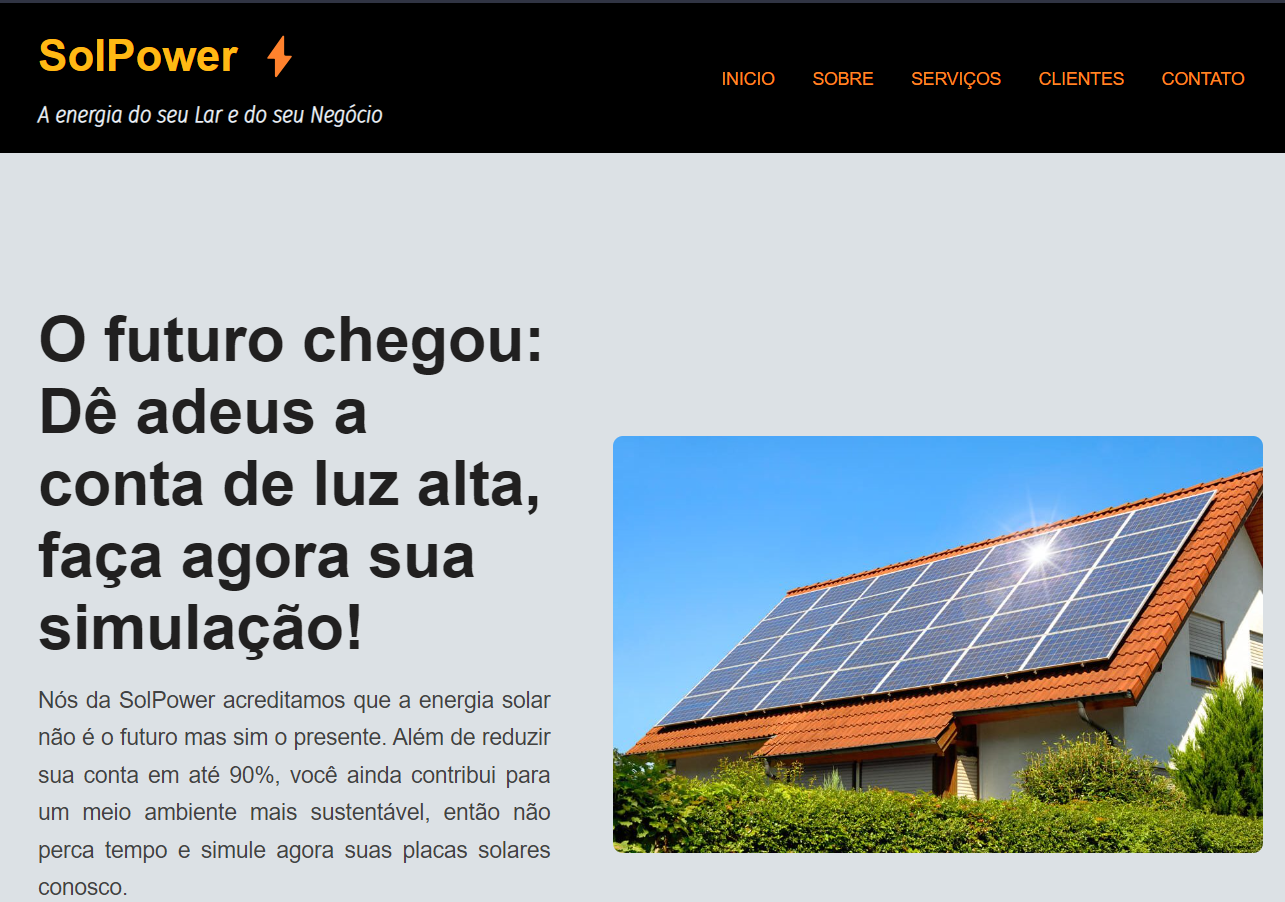 SolPower
A energia do seu Lar e do seu Negócio
INICIO SOBRE SERVIÇOS CLIENTES CONTATO
O futuro chegou:
Dê adeus a
conta de luz alta,
faça agora sua
simulação!
Nós da SolPower acreditamos que a energia solar
não é o futuro mas sim o presente. Além de reduzir
sua conta em até 90%, você ainda contribui para
um meio ambiente mais sustentável, então não
perca tempo e simule agora suas placas solares
conosco.